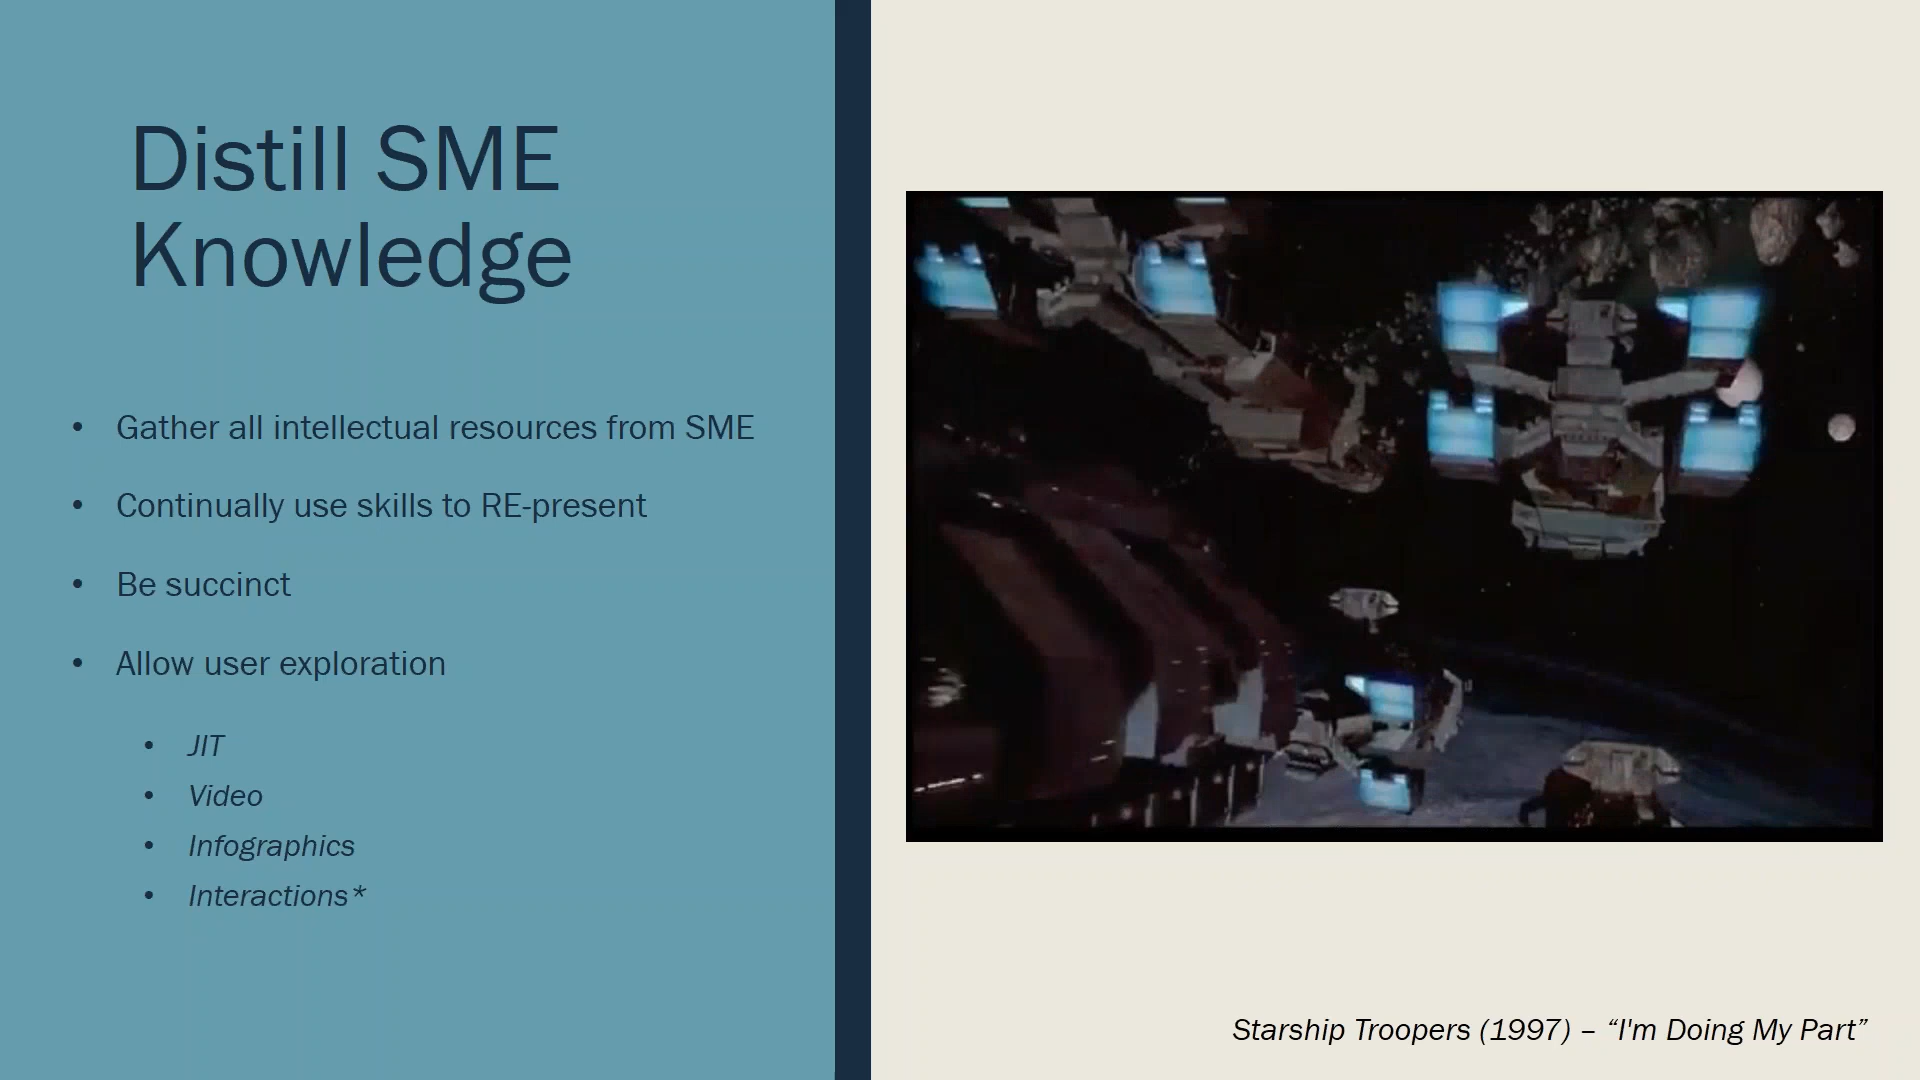 Distill SME
Knowledge
• Gather all intellectual resources from SME
• Continually use skills to RE-present
• Be succinct
• Allow user exploration
• JIT
• Video
• Infographics
• Interactions*
Starship Troopers (1997) – “I'm Doing My Part”